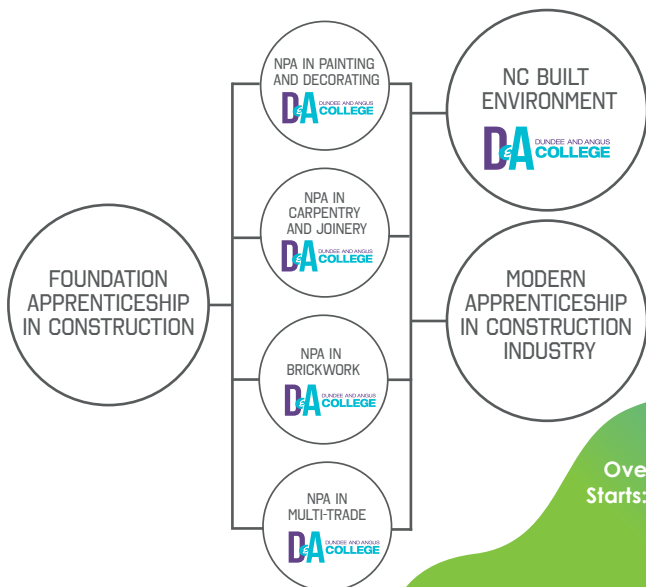 FOUNDATION
APPRENTICESHIP
IN CONSTRUCTION
NPA IN PAINTING
AND DECORATING
D&A DUNDEE AND ANGUS
COLLEGE
NPA IN
CARPENTRY
AND JOINERY
D&A DUNDEE AND ANGUS
COLLEGE
NPA IN
BRICKWORK
D&A DUNDEE AND ANGUS
COLLEGE
NPA IN
MULTI-TRADE
D&A DUNDEE AND ANGUS
COLLEGE
NC BUILT
ENVIRONMENT
D&A DUNDEE AND ANGUS
COLLEGE
MODERN
APPRENTICESHIP
IN CONSTRUCTION
INDUSTRY
Starts: